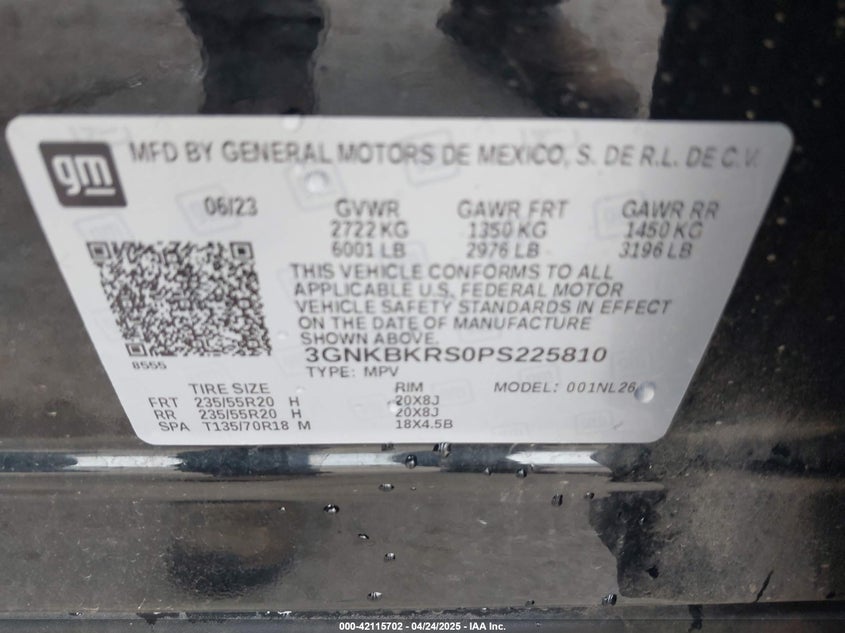 gm MFD BY GENERAL MOTORS DE MEXICO, S. DE R.L. DE C.V.
06/23 GVWR GAWR FRT GAWR RR
2722 KG 1350 KG 1450 KG
6001 LB 2976 LB 3196 LB
THIS VEHICLE CONFORMS TO ALL
APPLICABLE U.S. FEDERAL MOTOR
VEHICLE SAFETY STANDARDS IN EFFECT
ON THE DATE OF MANUFACTURE
SHOWN ABOVE.
8555
3GNKBKRS0PS225810
TYPE: MPV MODEL: 001NL26
TIRE SIZE RIM
FRT 235/55R20 H 20X8J
RR 235/55R20 H 20X8J
SPA T135/70R18 M 18X4.5B
000-42115702 - 04/24/2025 - IAA Inc.